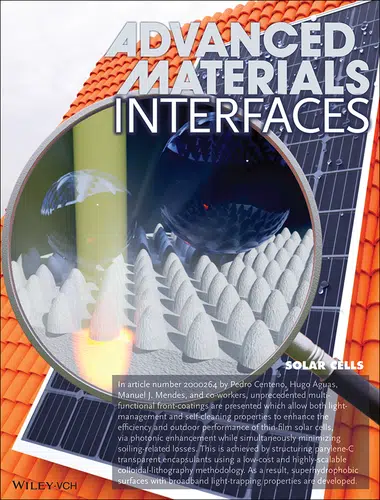 ADVANCED
MATERIALS
INTERFACES
SOLAR CELLS
In article number 2000264 by Pedro Centeno, Hugo Águas,
Manuel J. Mendes, and co-workers, unprecedented multi-
functional front-coatings are presented which allow both light-
management and self-cleaning properties to enhance the
efficiency and outdoor performance of thin-film solar cells,
via photonic enhancement while simultaneously minimizing
soiling-related losses. This is achieved by structuring parylene-C
transparent encapsulants using a low-cost and highly-scalable
colloidal-lithography methodology. As a result, superhydrophobic
surfaces with broadband light-trapping properties are developed.
WILEY-VCH